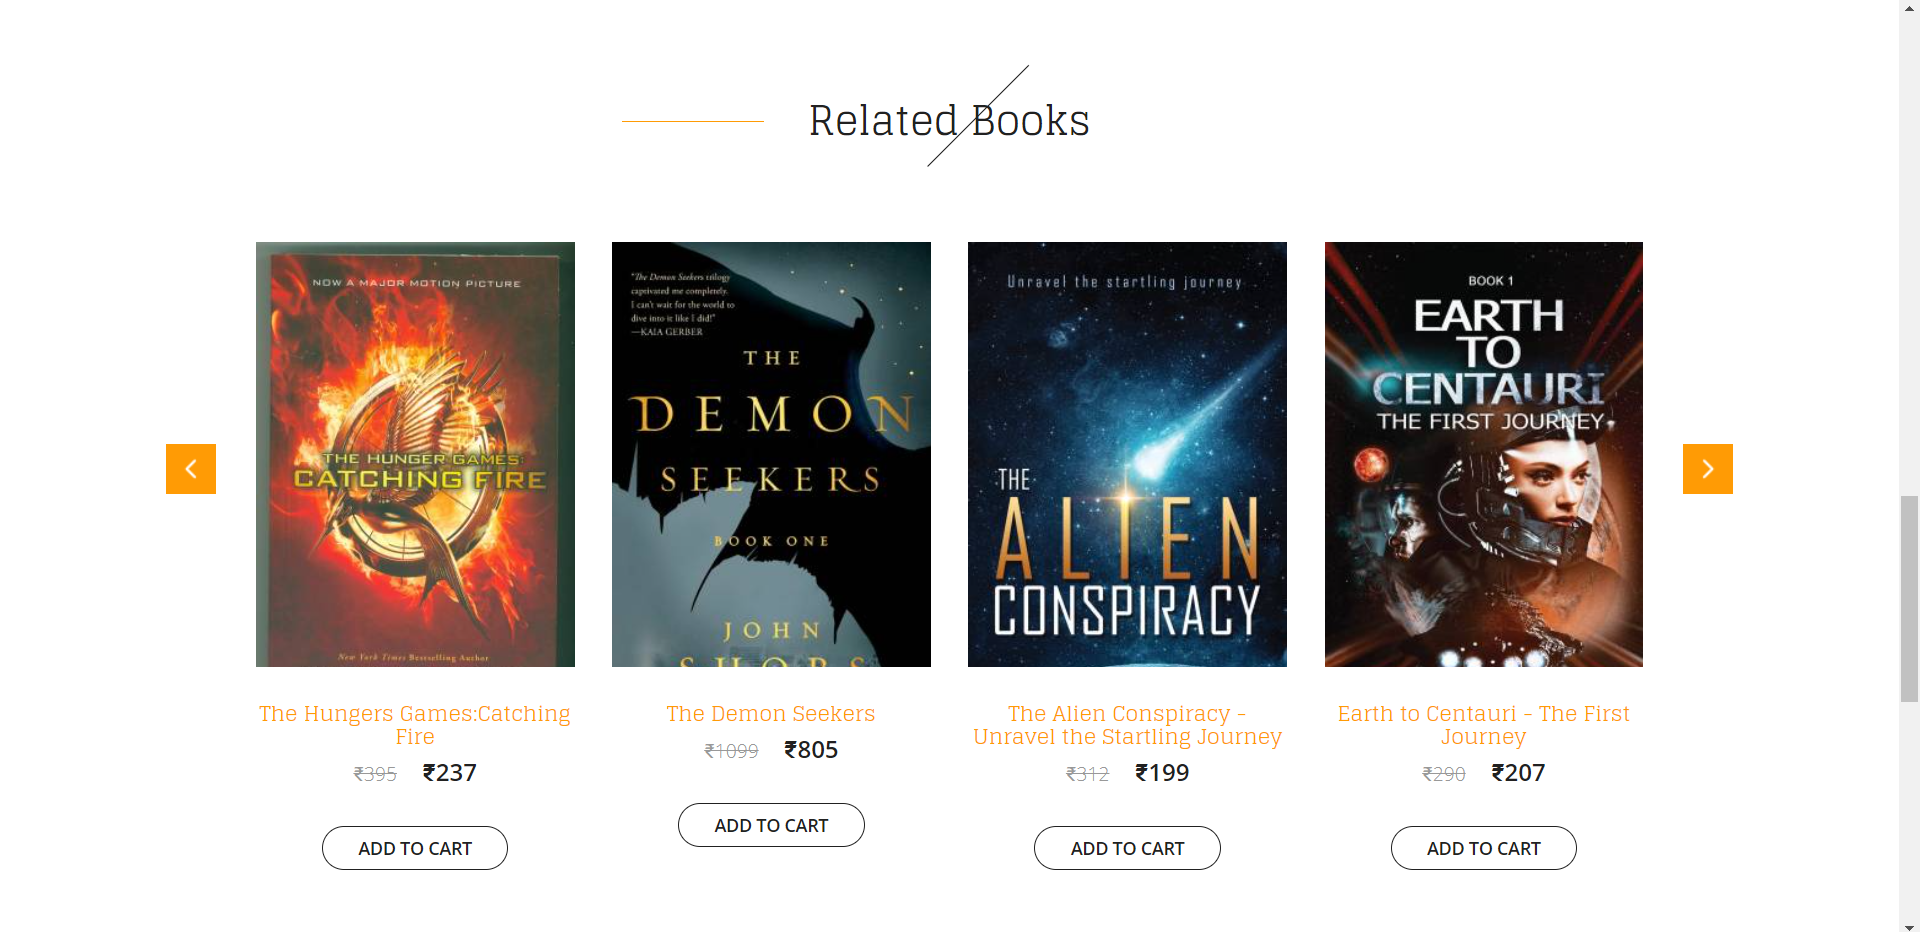 Related Books
NOW A MAJOR MOTION PICTURE
THE HUNGER GAMES:
CATCHING FIRE
New York Times Bestselling Author
"The Demon Seekers trilogy
captivated me completely.
I can't wait for the world to
dive into it like I did!"
—KAIA GERBER
THE
DEMON
SEEKERS
BOOK ONE
JOHN
SHORS
Unravel the startling journey
THE
ALIEN
CONSPIRACY
BOOK 1
EARTH
TO
CENTAURI
THE FIRST JOURNEY
The Hungers Games:Catching
Fire
₹395 ₹237
ADD TO CART
The Demon Seekers
₹1099 ₹805
ADD TO CART
The Alien Conspiracy -
Unravel the Startling Journey
₹312 ₹199
ADD TO CART
Earth to Centauri - The First
Journey
₹290 ₹207
ADD TO CART